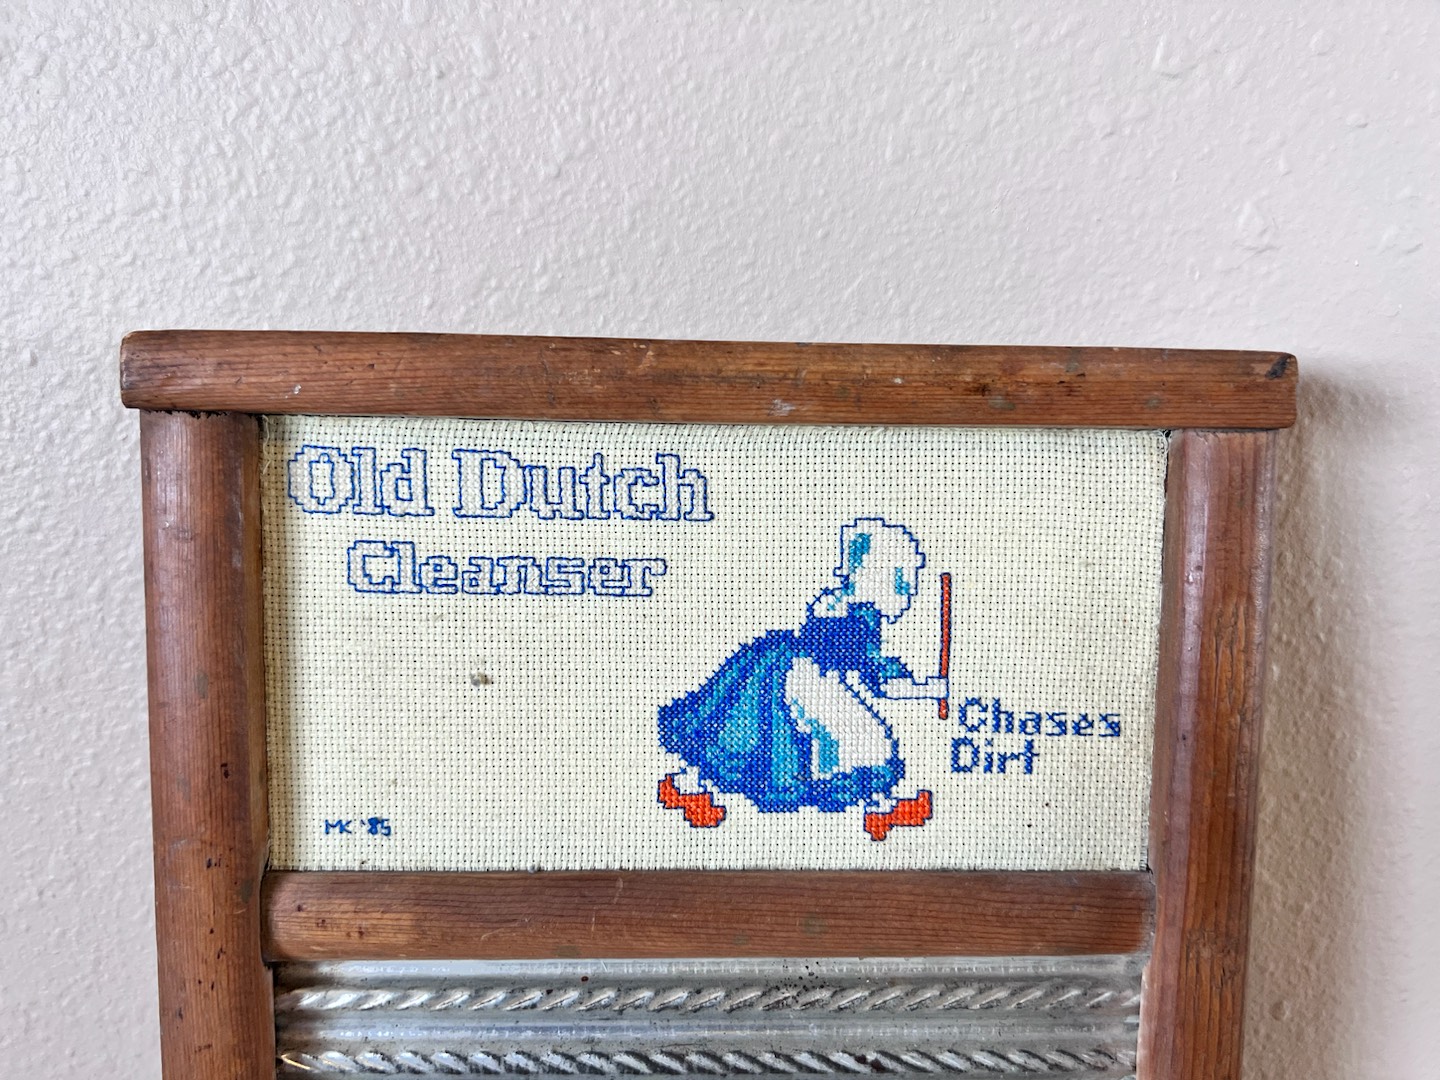 Old Dutch
Cleanser
Chases
Dirt
MK '85